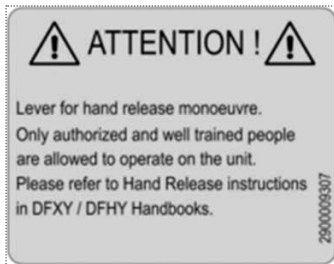 ATTENTION !
Lever for hand release monoeuvre.
Only authorized and well trained people
are allowed to operate on the unit.
Please refer to Hand Release instructions
in DFXY / DFHY Handbooks.
2900009307